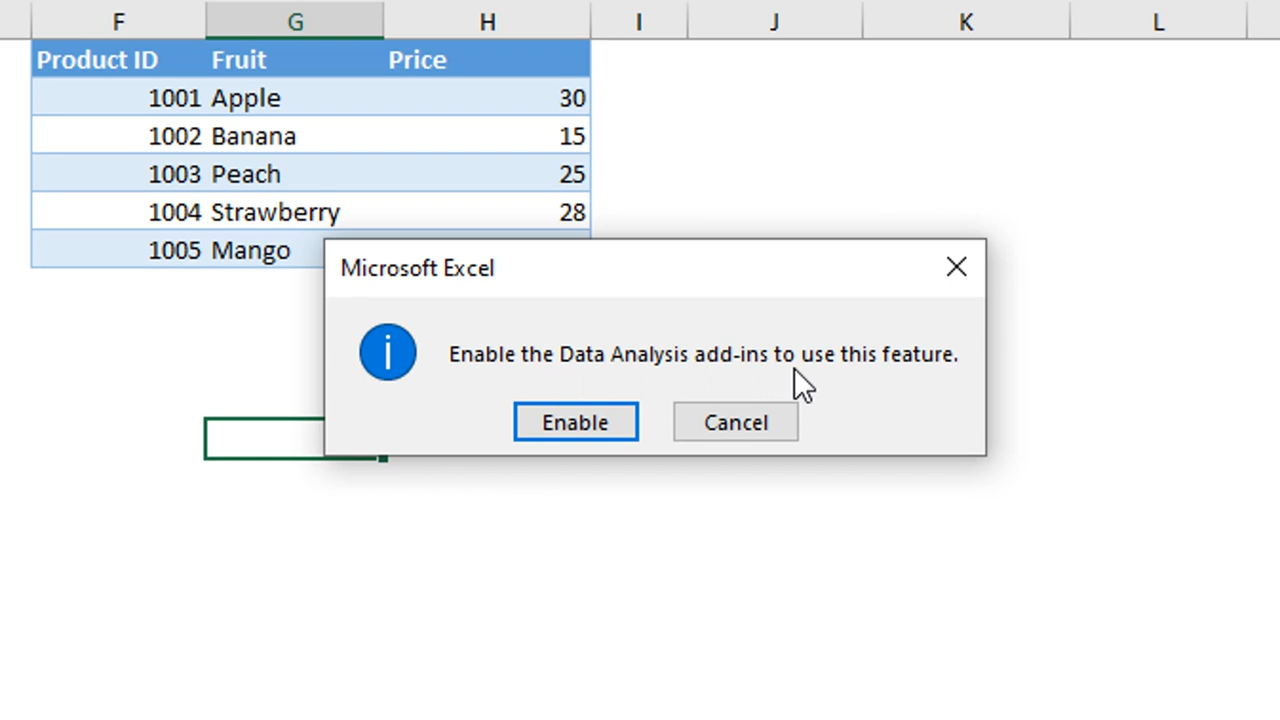 F G H I J K L
Product ID Fruit Price
1001 Apple 30
1002 Banana 15
1003 Peach 25
1004 Strawberry 28
1005 Mango
Microsoft Excel
Enable the Data Analysis add-ins to use this feature.
Enable Cancel